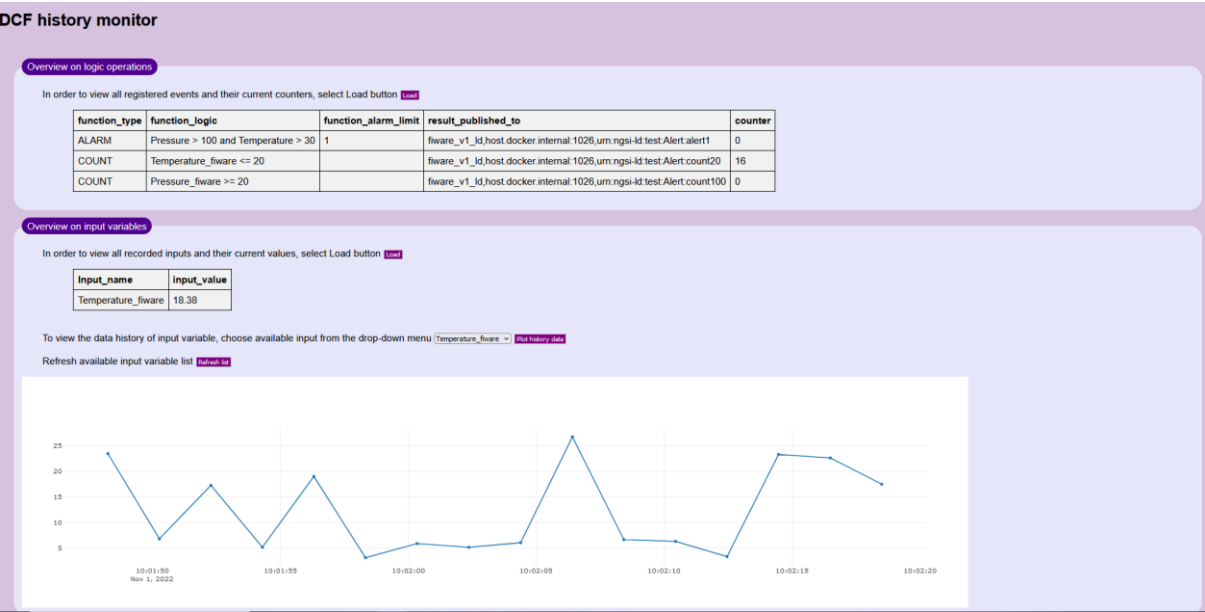 DCF history monitor
Overview on logic operations
In order to view all registered events and their current counters, select Load button Load
function_type function_logic function_alarm_limit result_published_to counter
ALARM Pressure > 100 and Temperature > 30 1 fiware_v1_ld,host.docker.internal:1026,urn:ngsi-ld:test:Alert:alert1 0
COUNT Temperature_fiware <= 20 fiware_v1_ld,host.docker.internal:1026,urn:ngsi-ld:test:Alert:count20 16
COUNT Pressure_fiware >= 20 fiware_v1_ld,host.docker.internal:1026,urn:ngsi-ld:test:Alert:count100 0
Overview on input variables
In order to view all recorded inputs and their current values, select Load button Load
Input_name input_value
Temperature_fiware 18.38
To view the data history of input variable, choose available input from the drop-down menu Temperature_fiware Plot history data
Refresh available input variable list Refresh list
25
20
15
10
5
10:01:50 10:01:55 10:02:00 10:02:05 10:02:10 10:02:15 10:02:20
Nov 1, 2022